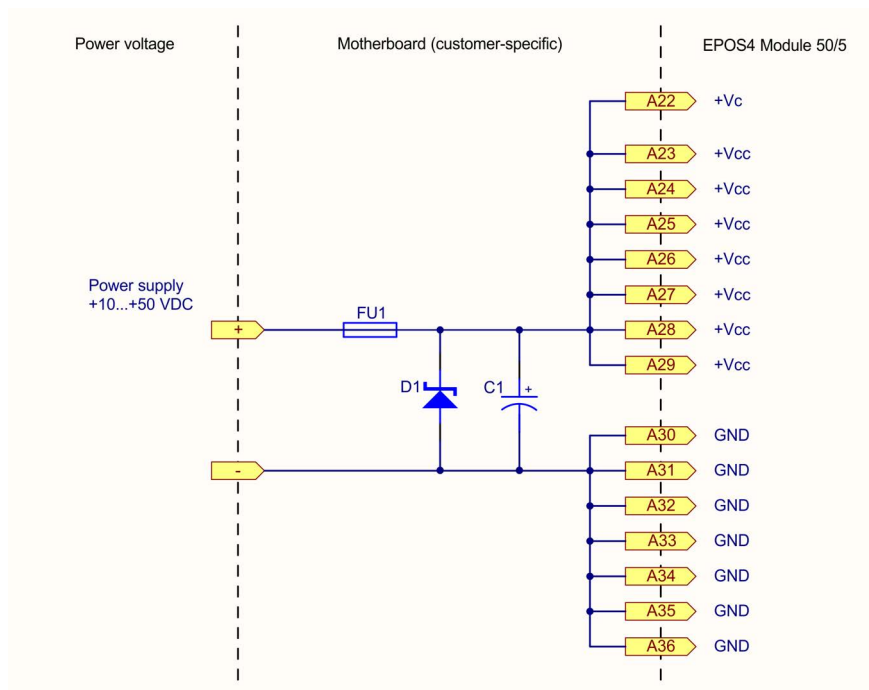 Power voltage
Motherboard (customer-specific)
EPOS4 Module 50/5
A22 +Vc
A23 +Vcc
A24 +Vcc
A25 +Vcc
A26 +Vcc
A27 +Vcc
Power supply
+10...+50 VDC
FU1
+
A28 +Vcc
A29 +Vcc
D1
C1 +
A30 GND
-
A31 GND
A32 GND
A33 GND
A34 GND
A35 GND
A36 GND